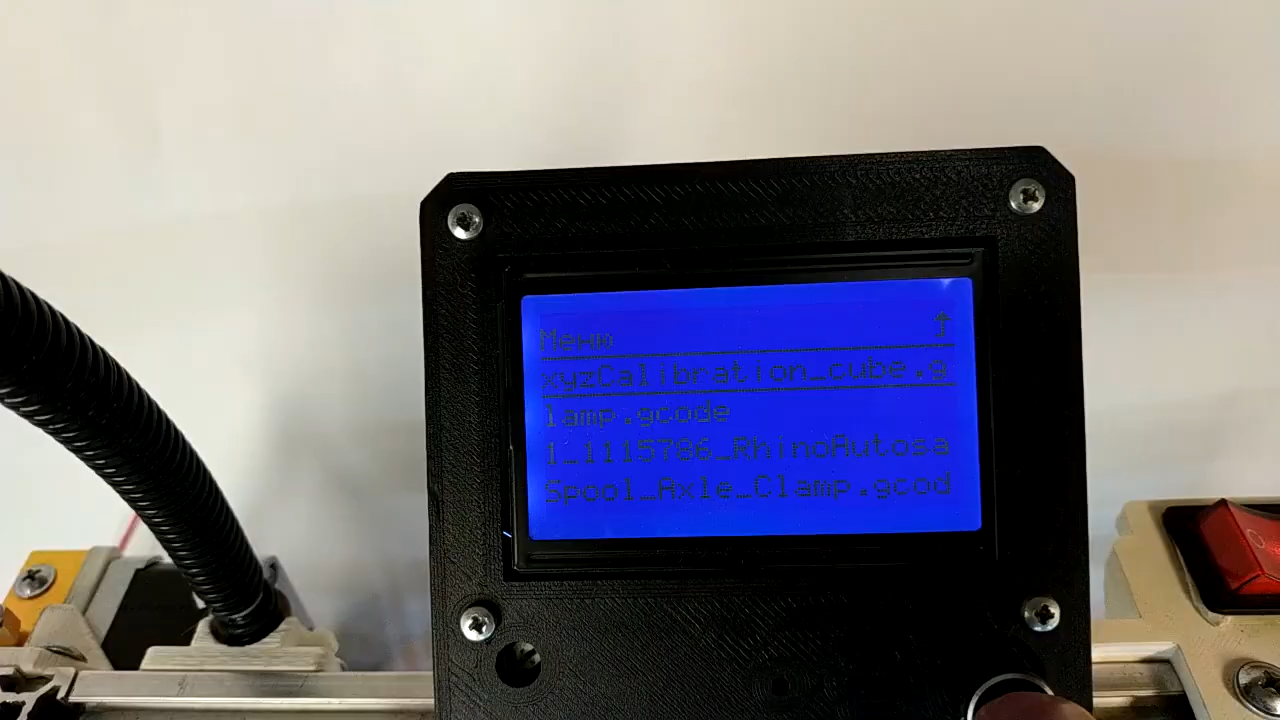 Меню ↑
xyzCalibration_cube.g
lamp.gcode
1_1115786_RhinoAutosa
Spool_Axle_Clamp.gcod